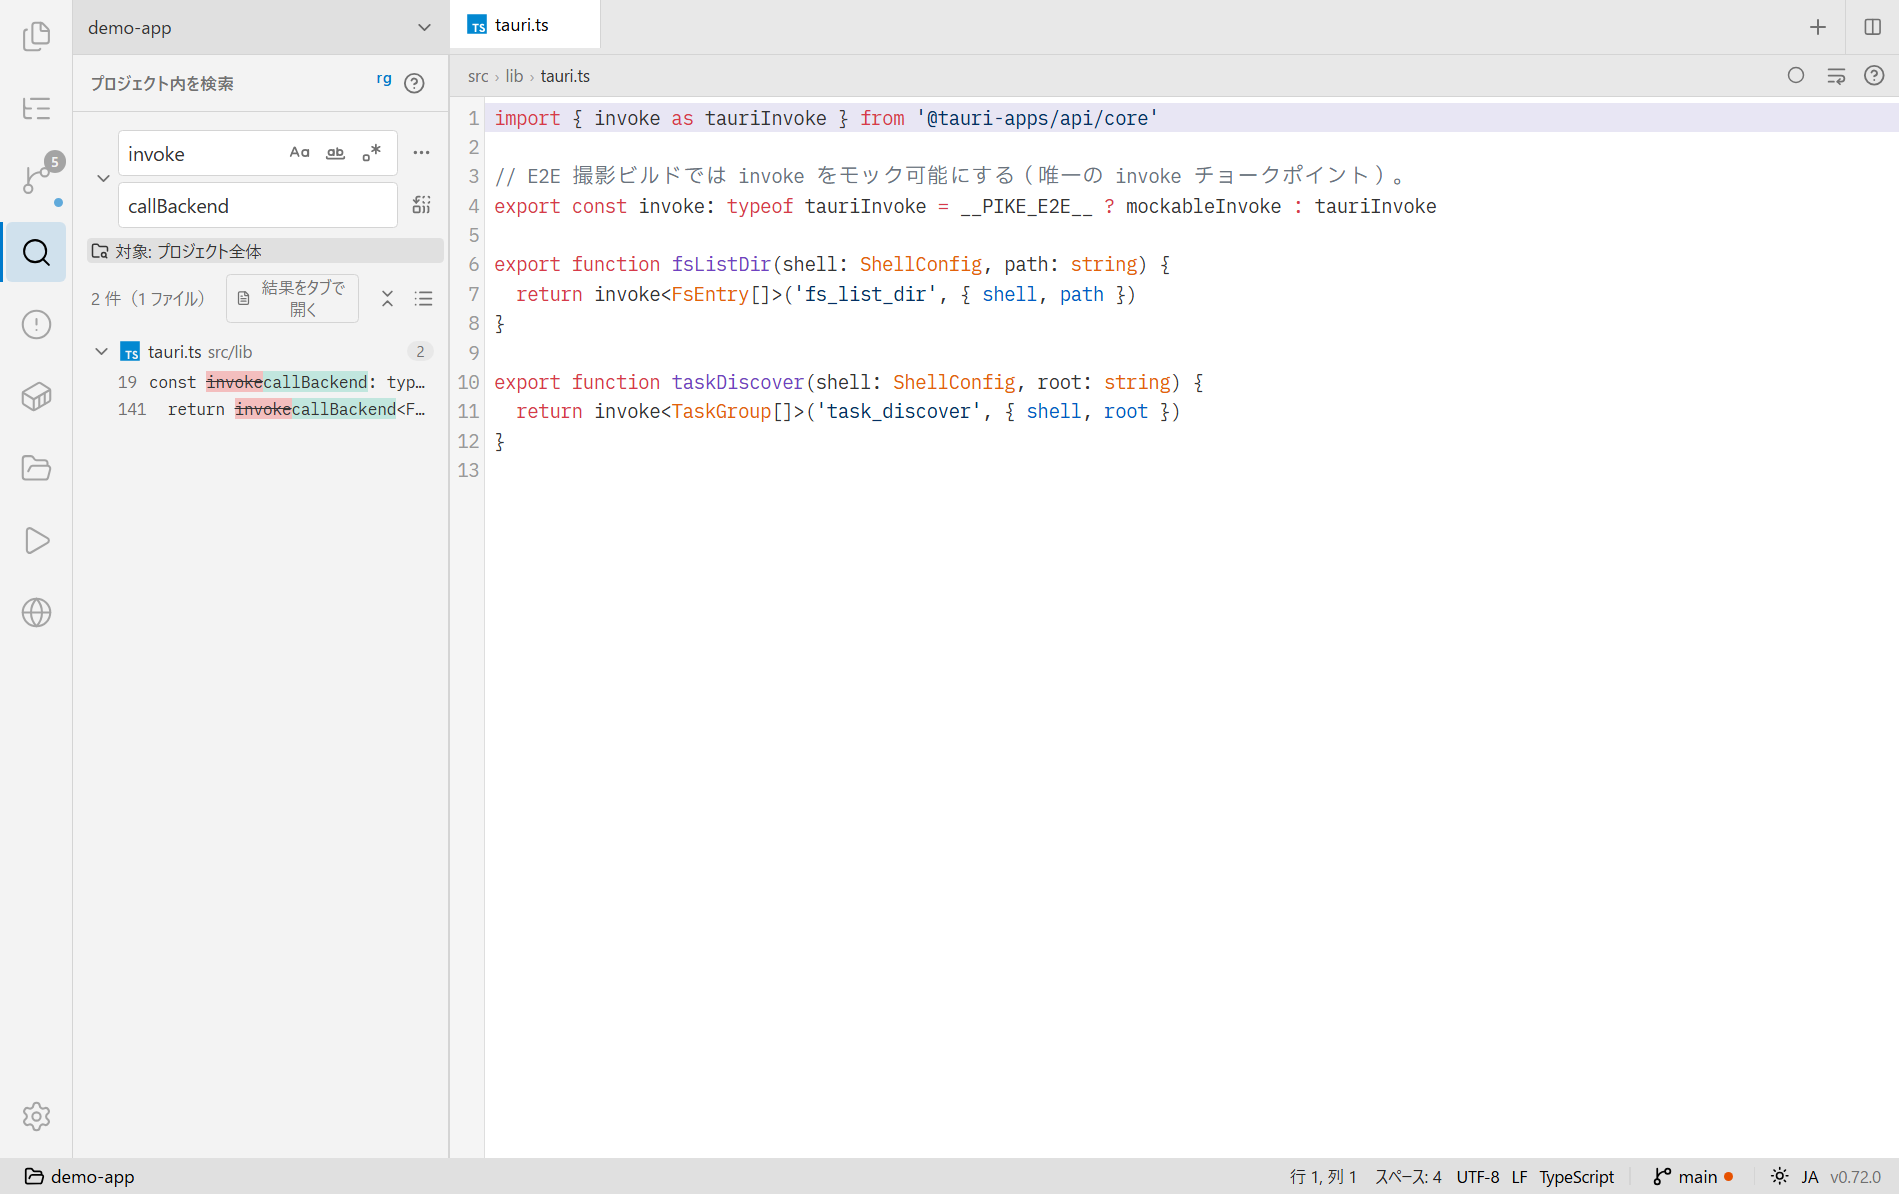 demo-app
TS tauri.ts
プロジェクト内を検索 rg
src › lib › tauri.ts
5
invoke Aa ab
callBackend
対象: プロジェクト全体
2 件 (1 ファイル)
結果をタブで
開く
TS tauri.ts src/lib 2
19 const invokecallBackend: typ…
141 return invokecallBackend<F…
1 import { invoke as tauriInvoke } from '@tauri-apps/api/core'
2
3 // E2E 撮影ビルドでは invoke をモック可能にする（唯一の invoke チョークポイント）。
4 export const invoke: typeof tauriInvoke = __PIKE_E2E__ ? mockableInvoke : tauriInvoke
5
6 export function fsListDir(shell: ShellConfig, path: string) {
7   return invoke<FsEntry[]>('fs_list_dir', { shell, path })
8 }
9
10 export function taskDiscover(shell: ShellConfig, root: string) {
11   return invoke<TaskGroup[]>('task_discover', { shell, root })
12 }
13
demo-app
行 1, 列 1 スペース: 4 UTF-8 LF TypeScript main JA v0.72.0